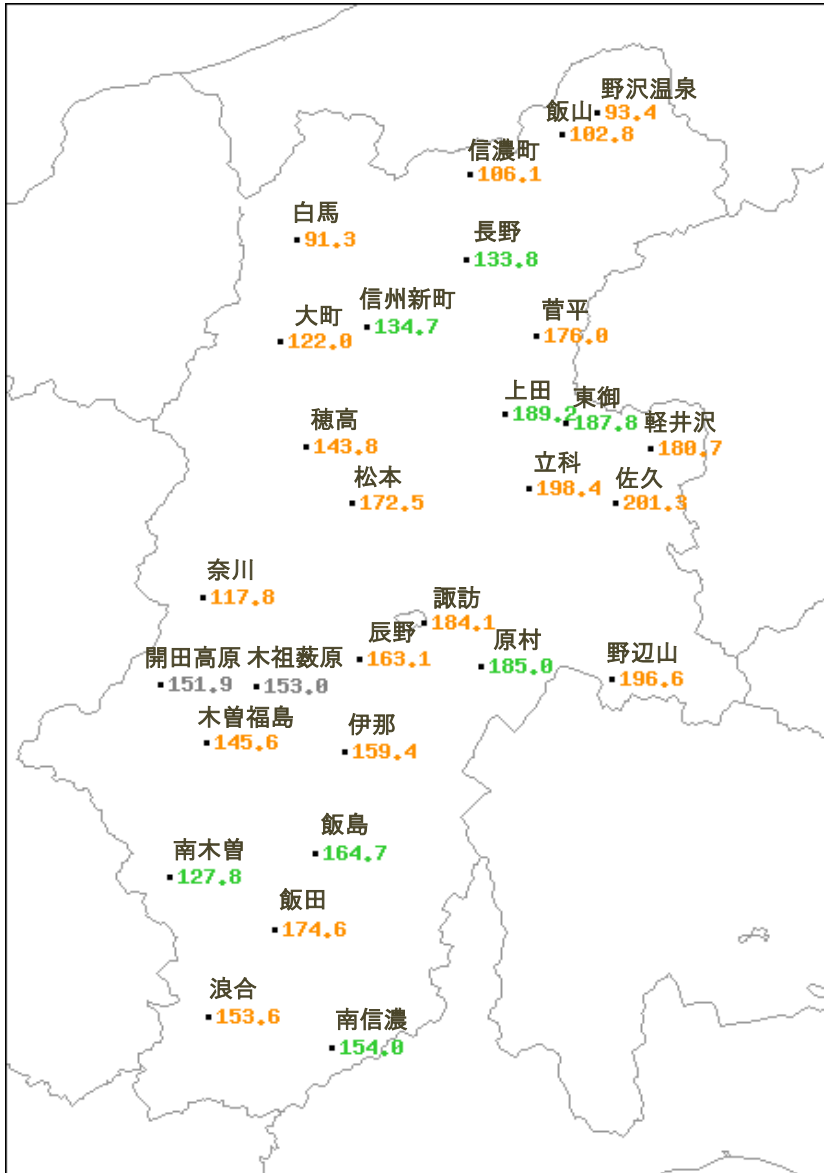 野沢温泉
93.4
飯山
102.8
信濃町
106.1
白馬
91.3
長野
133.8
信州新町
134.7
大町
122.0
菅平
176.0
上田
189.2
東御
187.8
軽井沢
180.7
穂高
143.8
松本
172.5
立科
198.4
佐久
201.3
奈川
117.8
諏訪
184.1
辰野
163.1
原村
185.0
野辺山
196.6
開田高原
151.9
木祖薮原
153.0
木曽福島
145.6
伊那
159.4
飯島
164.7
南木曽
127.8
飯田
174.6
浪合
153.6
南信濃
154.0